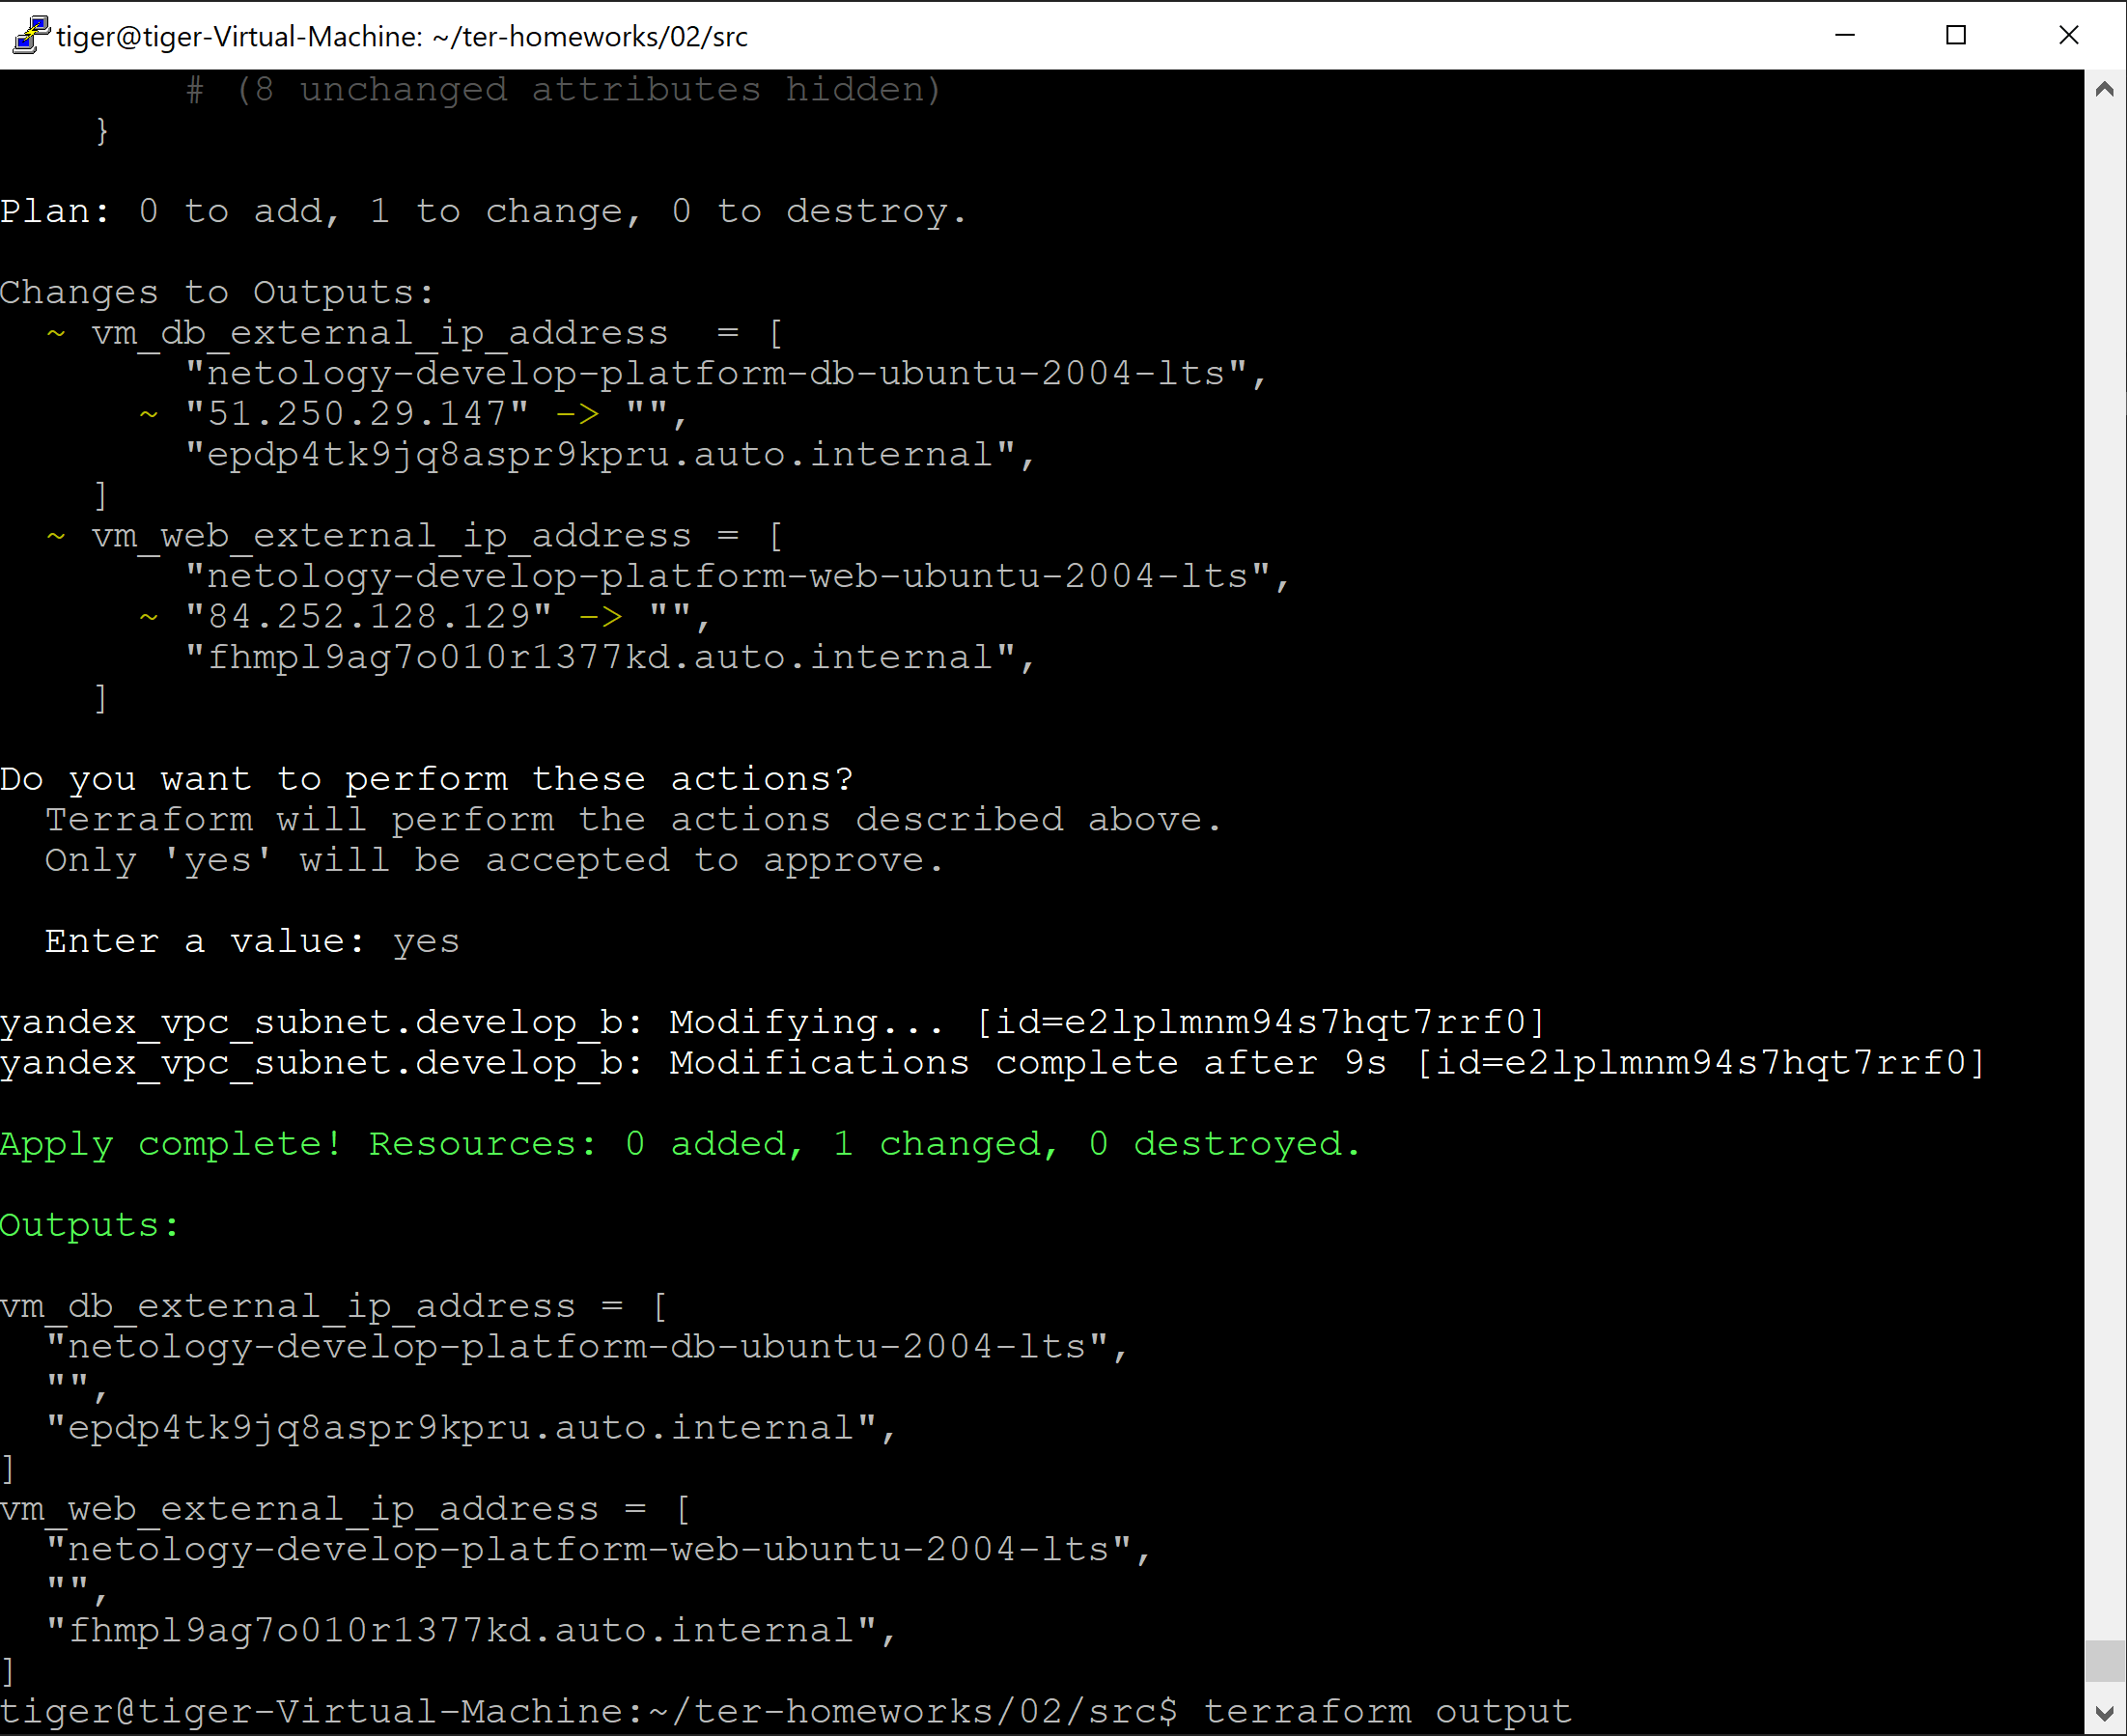 tiger@tiger-Virtual-Machine: ~/ter-homeworks/02/src
# (8 unchanged attributes hidden)
}
Plan: 0 to add, 1 to change, 0 to destroy.
Changes to Outputs:
~ vm_db_external_ip_address  = [
"netology-develop-platform-db-ubuntu-2004-lts",
~ "51.250.29.147" -> "",
"epdp4tk9jq8aspr9kpru.auto.internal",
]
~ vm_web_external_ip_address = [
"netology-develop-platform-web-ubuntu-2004-lts",
~ "84.252.128.129" -> "",
"fhmpl9ag7o010r1377kd.auto.internal",
]
Do you want to perform these actions?
Terraform will perform the actions described above.
Only 'yes' will be accepted to approve.
Enter a value: yes
yandex_vpc_subnet.develop_b: Modifying... [id=e2lplmnm94s7hqt7rrf0]
yandex_vpc_subnet.develop_b: Modifications complete after 9s [id=e2lplmnm94s7hqt7rrf0]
Apply complete! Resources: 0 added, 1 changed, 0 destroyed.
Outputs:
vm_db_external_ip_address = [
"netology-develop-platform-db-ubuntu-2004-lts",
"",
"epdp4tk9jq8aspr9kpru.auto.internal",
]
vm_web_external_ip_address = [
"netology-develop-platform-web-ubuntu-2004-lts",
"",
"fhmpl9ag7o010r1377kd.auto.internal",
]
tiger@tiger-Virtual-Machine:~/ter-homeworks/02/src$ terraform output